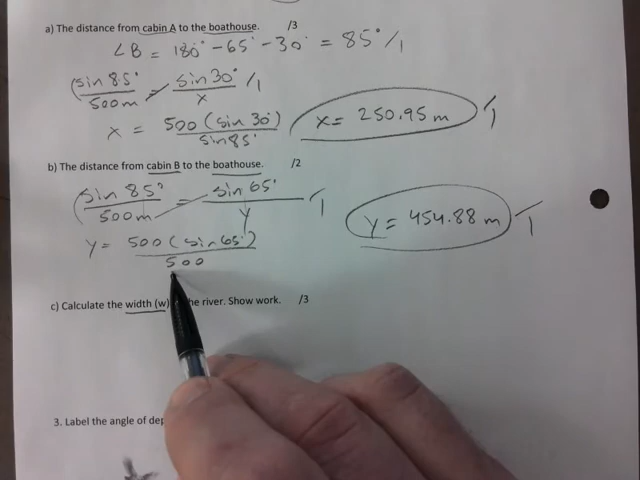 a) The distance from cabin A to the boathouse. /3
∠B = 180° - 65° - 30° = 85° /1
sin 85° / 500m = sin 30° / x /1
x = 500 (sin 30°) / sin 85° x = 250.95 m /1
b) The distance from cabin B to the boathouse. /2
sin 85° / 500m = sin 65° / y /1
y = 500 (sin 65°) / 500 y = 454.88 m /1
c) Calculate the width (w) he river. Show work. /3
3. Label the angle of dep